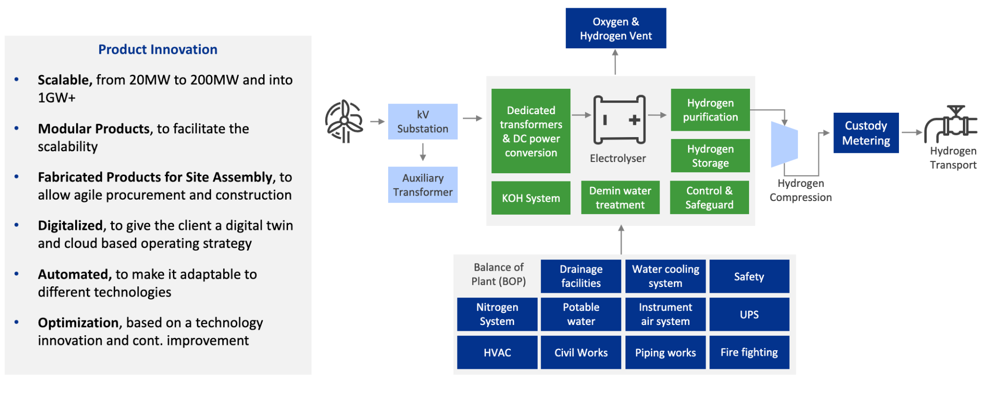 Product Innovation
• Scalable, from 20MW to 200MW and into
1GW+
• Modular Products, to facilitate the
scalability
• Fabricated Products for Site Assembly, to
allow agile procurement and construction
• Digitalized, to give the client a digital twin
and cloud based operating strategy
• Automated, to make it adaptable to
different technologies
• Optimization, based on a technology
innovation and cont. improvement
Oxygen &
Hydrogen Vent
kV
Substation
Auxiliary
Transformer
Dedicated
transformers
& DC power
conversion
Electrolyser
Hydrogen
purification
Hydrogen
Storage
KOH System
Demin water
treatment
Control &
Safeguard
Hydrogen
Compression
Custody
Metering
Hydrogen
Transport
Balance of
Plant (BOP)
Drainage
facilities
Water cooling
system
Safety
Nitrogen
System
Potable
water
Instrument
air system
UPS
HVAC
Civil Works
Piping works
Fire fighting